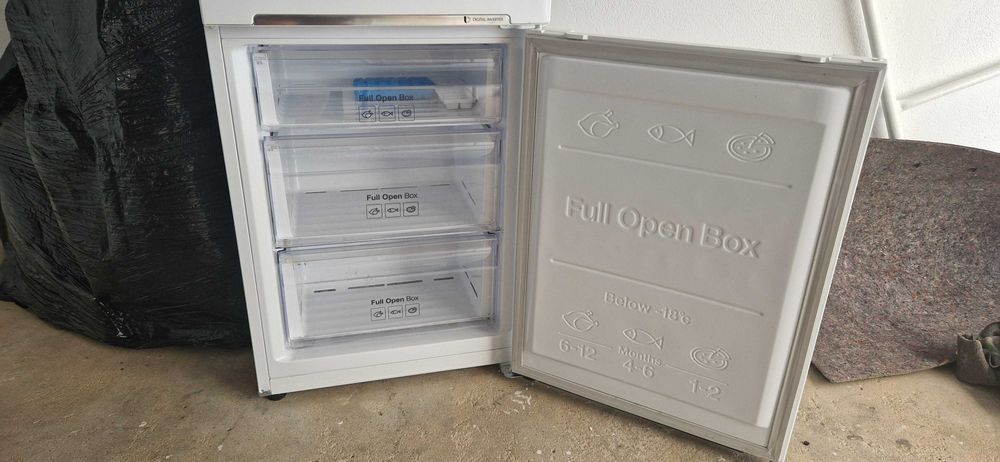 DIGITAL INVERTER
Full Open Box
Full Open Box
Full Open Box
Full Open Box
Below -18°c
6-12
Months
4-6
1-2